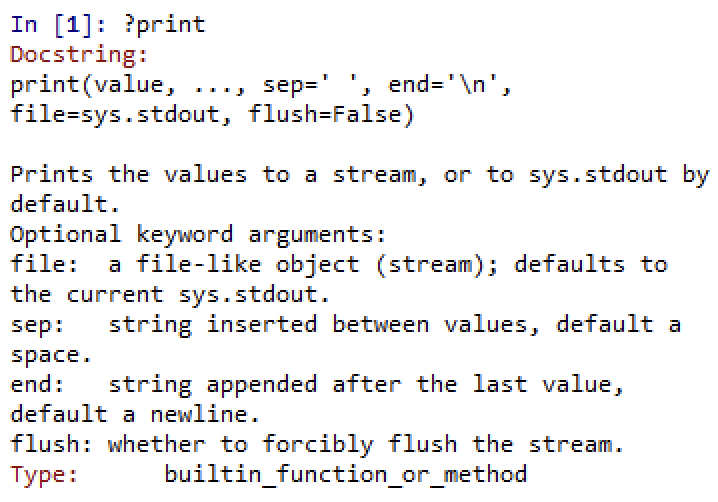 In [1]: ?print
Docstring:
print(value, ..., sep=' ', end='\n',
file=sys.stdout, flush=False)

Prints the values to a stream, or to sys.stdout by
default.
Optional keyword arguments:
file:  a file-like object (stream); defaults to
the current sys.stdout.
sep:   string inserted between values, default a
space.
end:   string appended after the last value,
default a newline.
flush: whether to forcibly flush the stream.
Type:      builtin_function_or_method